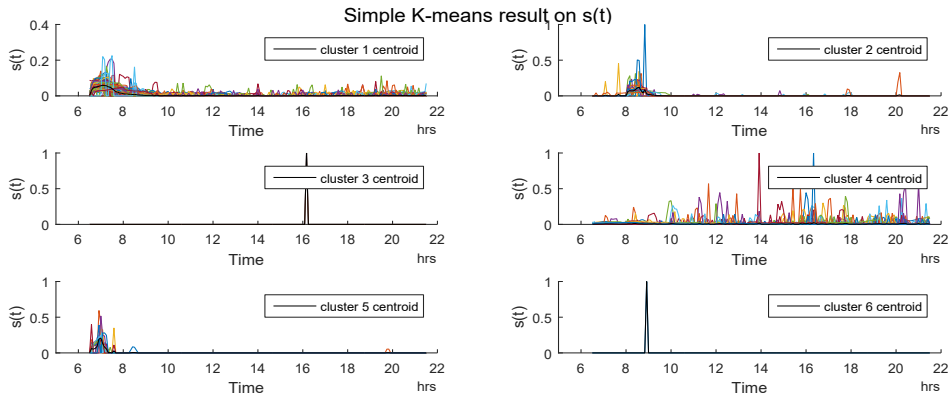 Simple K-means result on s(t)
s(t)
0.4
0.2
0
cluster 1 centroid
6 8 10 12 14 16 18 20 22
Time
hrs
s(t)
1
0.5
0
cluster 2 centroid
6 8 10 12 14 16 18 20 22
Time
hrs
s(t)
1
0.5
0
cluster 3 centroid
6 8 10 12 14 16 18 20 22
Time
hrs
s(t)
1
0.5
0
cluster 4 centroid
6 8 10 12 14 16 18 20 22
Time
hrs
s(t)
1
0.5
0
cluster 5 centroid
6 8 10 12 14 16 18 20 22
Time
hrs
s(t)
1
0.5
0
cluster 6 centroid
6 8 10 12 14 16 18 20 22
Time
hrs